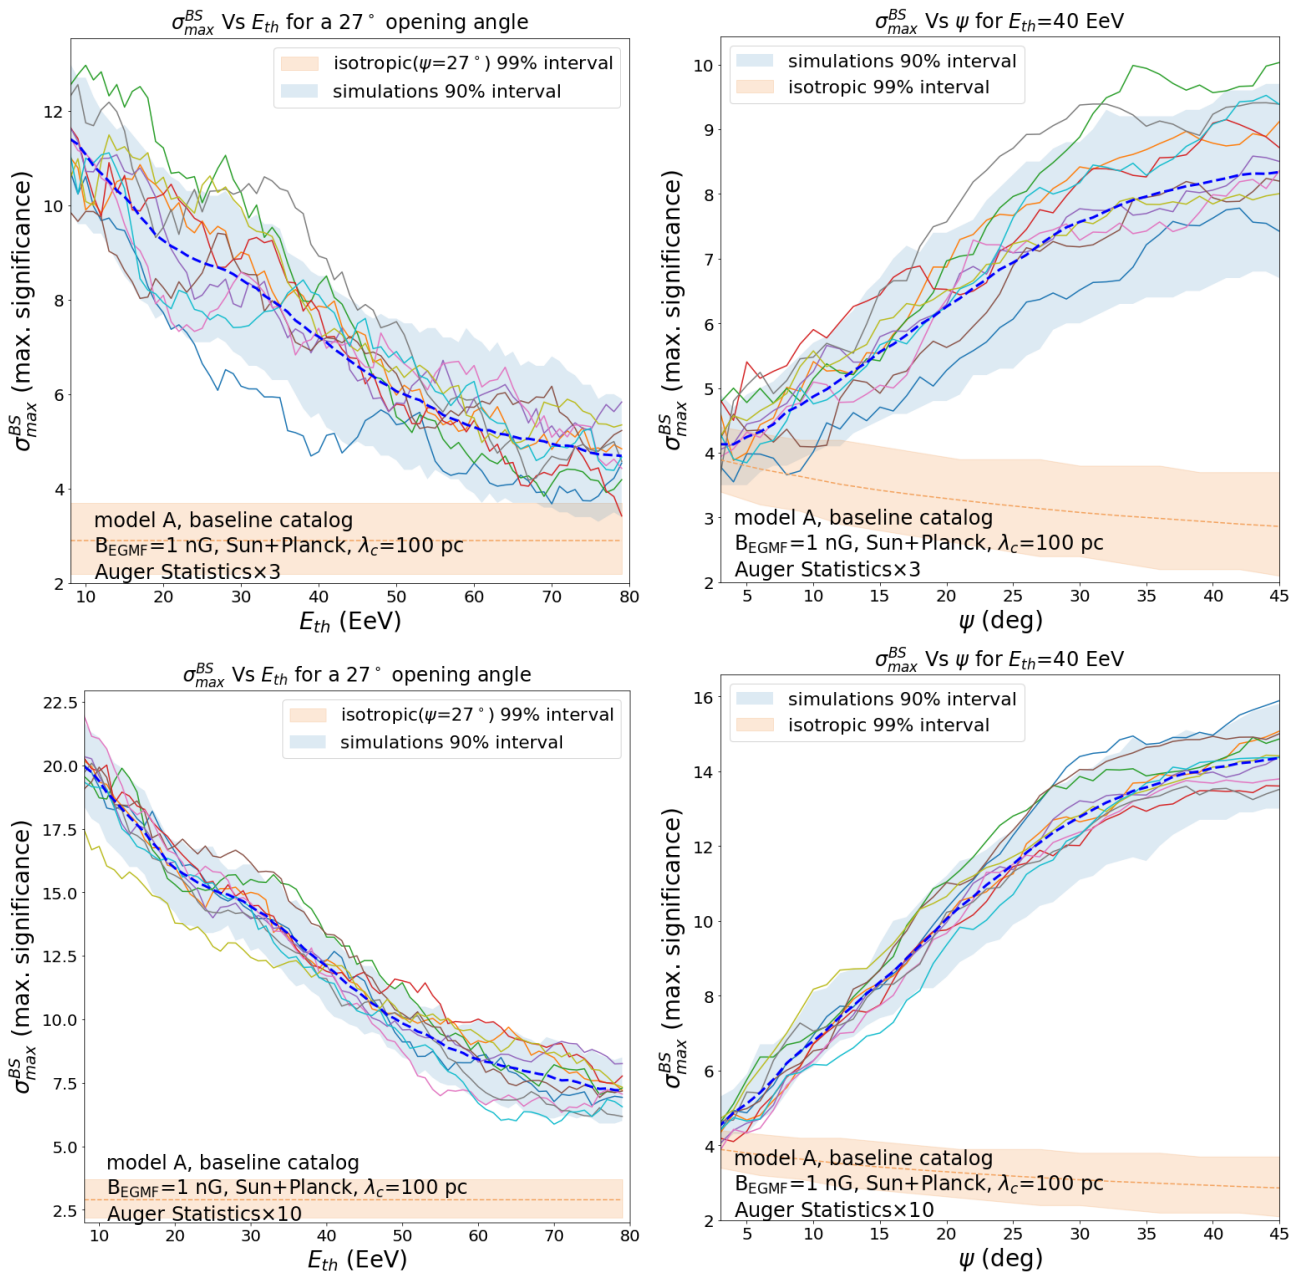 σ_max^BS Vs E_th for a 27° opening angle
isotropic(ψ=27°) 99% interval
simulations 90% interval
σ_max^BS (max. significance)
12
10
8
6
4
2
model A, baseline catalog
B_EGMF=1 nG, Sun+Planck, λ_c=100 pc
Auger Statistics×3
10 20 30 40 50 60 70 80
E_th (EeV)
σ_max^BS Vs ψ for E_th=40 EeV
simulations 90% interval
isotropic 99% interval
σ_max^BS (max. significance)
10
9
8
7
6
5
4
3
2
model A, baseline catalog
B_EGMF=1 nG, Sun+Planck, λ_c=100 pc
Auger Statistics×3
5 10 15 20 25 30 35 40 45
ψ (deg)
σ_max^BS Vs E_th for a 27° opening angle
isotropic(ψ=27°) 99% interval
simulations 90% interval
σ_max^BS (max. significance)
22.5
20.0
17.5
15.0
12.5
10.0
7.5
5.0
2.5
model A, baseline catalog
B_EGMF=1 nG, Sun+Planck, λ_c=100 pc
Auger Statistics×10
10 20 30 40 50 60 70 80
E_th (EeV)
σ_max^BS Vs ψ for E_th=40 EeV
simulations 90% interval
isotropic 99% interval
σ_max^BS (max. significance)
16
14
12
10
8
6
4
2
model A, baseline catalog
B_EGMF=1 nG, Sun+Planck, λ_c=100 pc
Auger Statistics×10
5 10 15 20 25 30 35 40 45
ψ (deg)